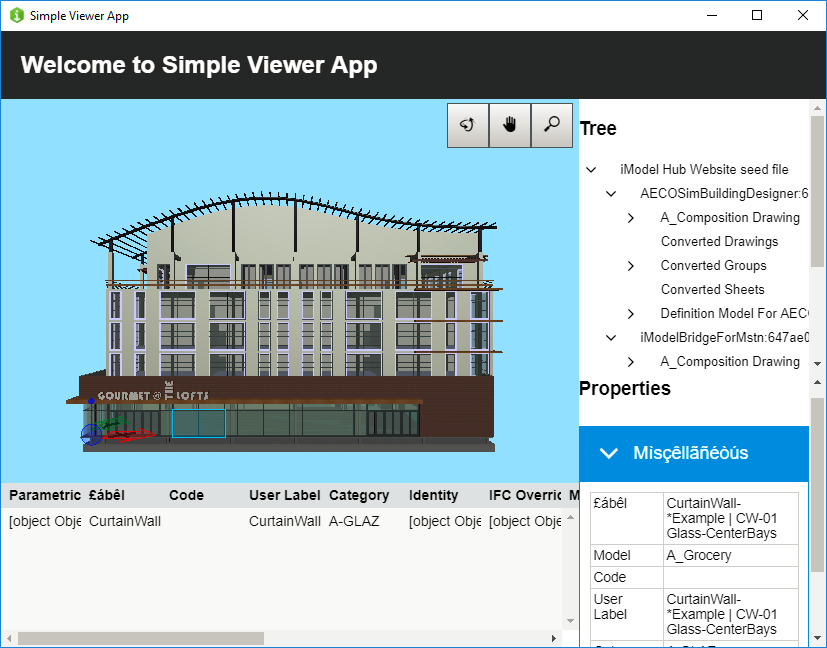 Simple Viewer App
Welcome to Simple Viewer App
GOURMET @ THE LOFTS
Tree
iModel Hub Website seed file
AECOSimBuildingDesigner:6
A_Composition Drawing
Converted Drawings
Converted Groups
Converted Sheets
Definition Model For AEC
iModelBridgeForMstn:647ae0
A_Composition Drawing
Properties
Mìsçêllãñéòús
£ábêl CurtainWall-
*Example | CW-01
Glass-CenterBays
Model A_Grocery
Code
User CurtainWall-
Label *Example | CW-01
Glass-CenterBays
Parametric £ábêl Code User Label Category Identity IFC Overric M
[object Obje CurtainWall CurtainWall A-GLAZ [object Obje [object Obje